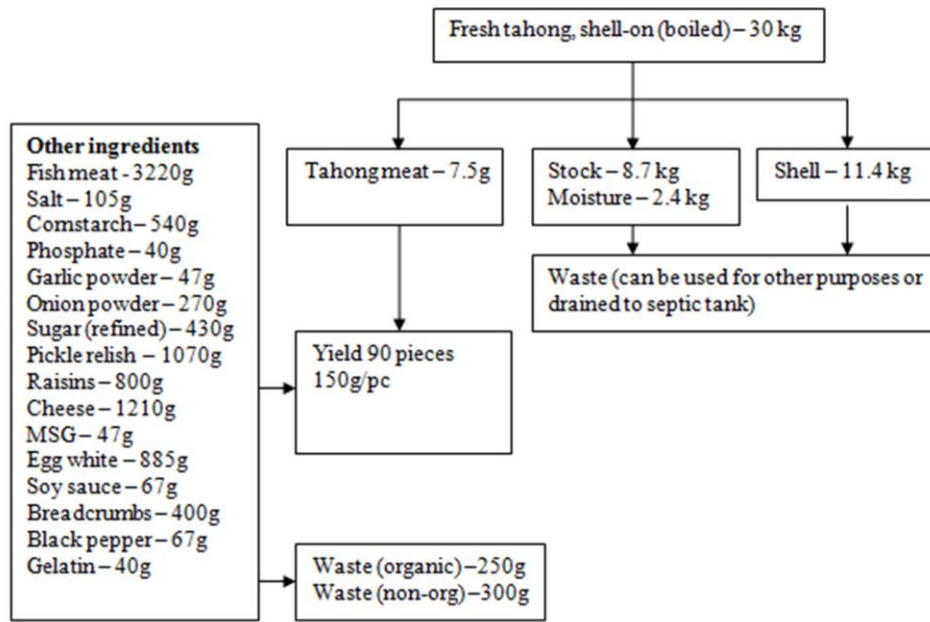 Fresh tahong, shell-on (boiled) – 30 kg
Other ingredients
Fish meat - 3220g
Salt – 105g
Cornstarch – 540g
Phosphate – 40g
Garlic powder – 47g
Onion powder – 270g
Sugar (refined) – 430g
Pickle relish – 1070g
Raisins – 800g
Cheese – 1210g
MSG – 47g
Egg white – 885g
Soy sauce – 67g
Breadcrumbs – 400g
Black pepper – 67g
Gelatin – 40g
Tahong meat – 7.5g
Stock – 8.7 kg
Moisture – 2.4 kg
Shell – 11.4 kg
Waste (can be used for other purposes or
drained to septic tank)
Yield 90 pieces
150g/pc
Waste (organic) – 250g
Waste (non-org) – 300g